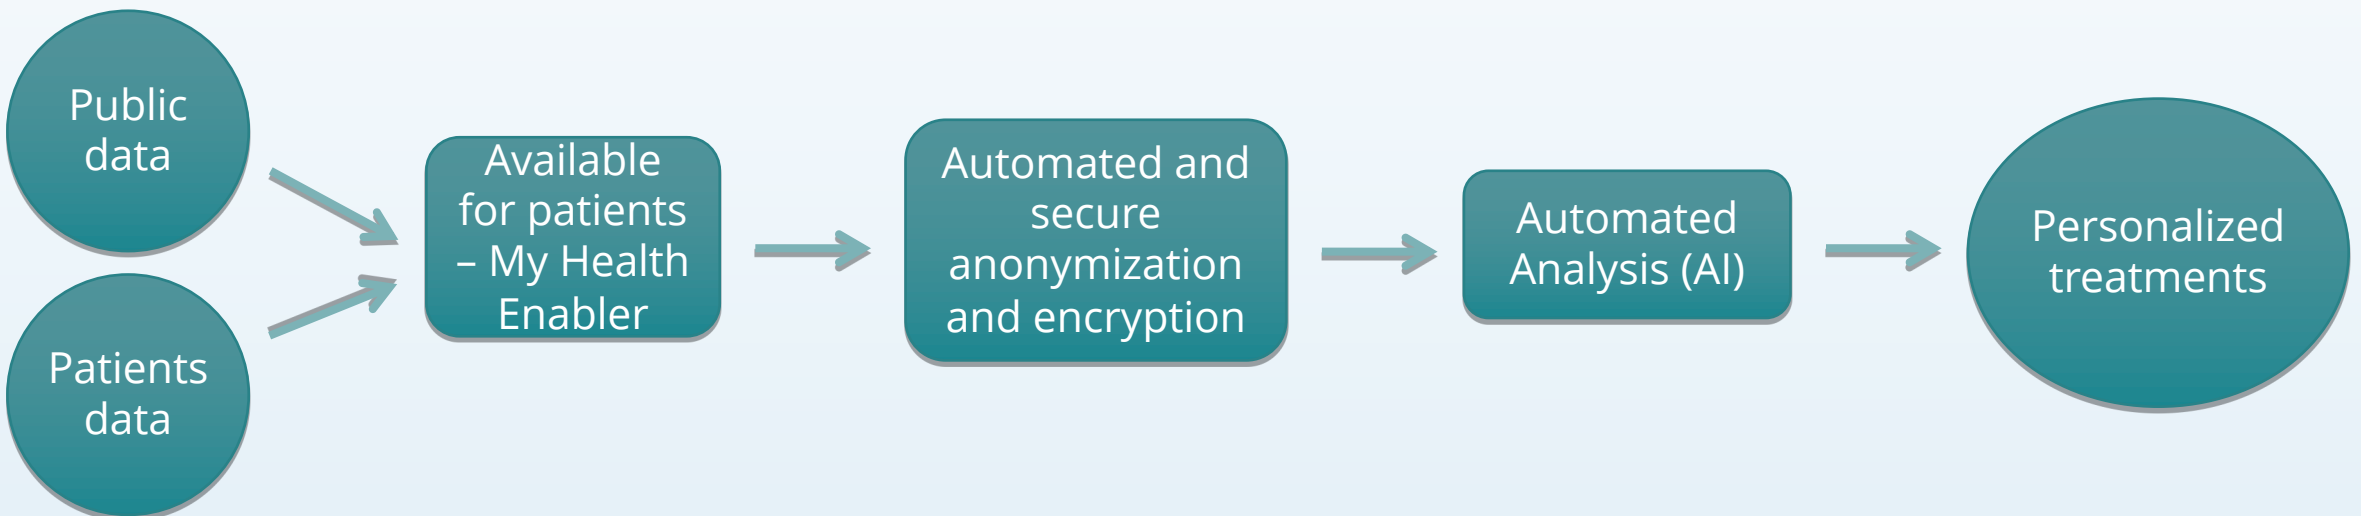 Public
data
Patients
data
Available
for patients
– My Health
Enabler
Automated and
secure
anonymization
and encryption
Automated
Analysis (AI)
Personalized
treatments